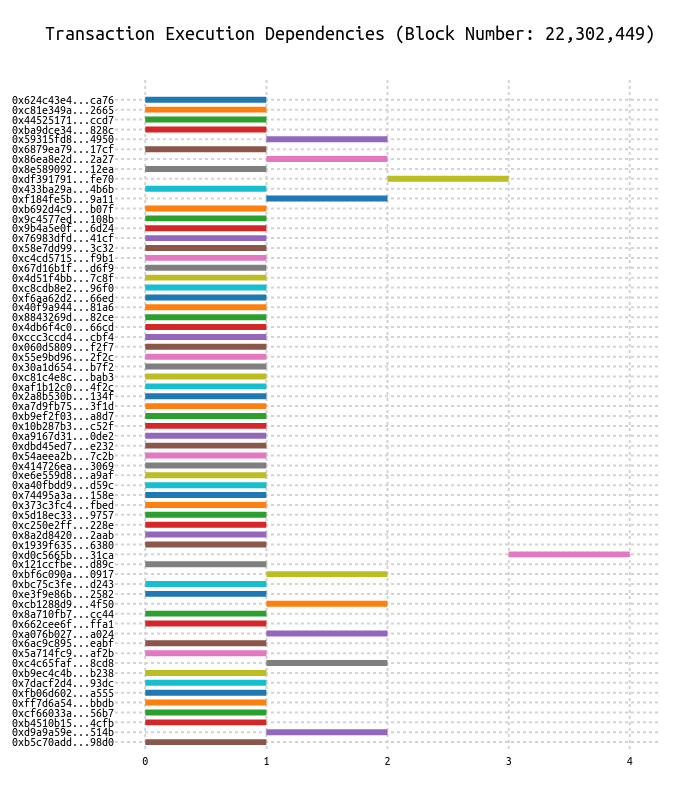 Transaction Execution Dependencies (Block Number: 22,302,449)
0x624c43e4...ca76
0xc81e349a...2665
0x44525171...ccd7
0xba9dce34...828c
0x59315fd8...4950
0x6879ea79...17cf
0x86ea8e2d...2a27
0x8e589092...12ea
0xdf391791...fe70
0x433ba29a...4b6b
0xf184fe5b...9a11
0xb692d4c9...b07f
0x9c4577ed...108b
0x9b4a5e0f...6d24
0x76983dfd...41cf
0x58e7dd99...3c32
0xc4cd5715...f9b1
0x67d16b1f...d6f9
0x4d51f4bb...7c8f
0xc8cdb8e2...96f0
0xf6aa62d2...66ed
0x40f9a944...81a6
0x8843269d...82ce
0x4db6f4c0...66cd
0xccc3ccd4...cbf4
0x060d5809...f2f7
0x55e9bd96...2f2c
0x30a1d654...b7f2
0xc81c4e8c...bab3
0xaf1b12c0...4f2c
0x2a8b530b...134f
0xa7d9fb75...3f1d
0xb9ef2f03...a8d7
0x10b287b3...c52f
0xa9167d31...0de2
0xdbd45ed7...e232
0x54aeea2b...7c2b
0x414726ea...3069
0xe6e559d8...a9af
0xa40fbdd9...d59c
0x74495a3a...158e
0x373c3fc4...fbed
0x5d18ec33...9757
0xc250e2ff...228e
0x8a2d8420...2aab
0x1939f635...6380
0xd0c5665b...31ca
0x121ccfbe...d89c
0xbf6c090a...0917
0xbc75c3fe...d243
0xe3f9e86b...2582
0xcb1288d9...4f50
0x8a710fb7...cc44
0x662cee6f...ffa1
0xa076b027...a024
0x6ac9c895...eabf
0x5a714fc9...af2b
0xc4c65faf...8cd8
0xb9ec4c4b...b238
0x7dacf2d4...93dc
0xfb06d602...a555
0xff7d6a54...bbdb
0xcf66033a...56b7
0xb4510b15...4cfb
0xd9a9a59e...514b
0xb5c70add...98d0
0 1 2 3 4